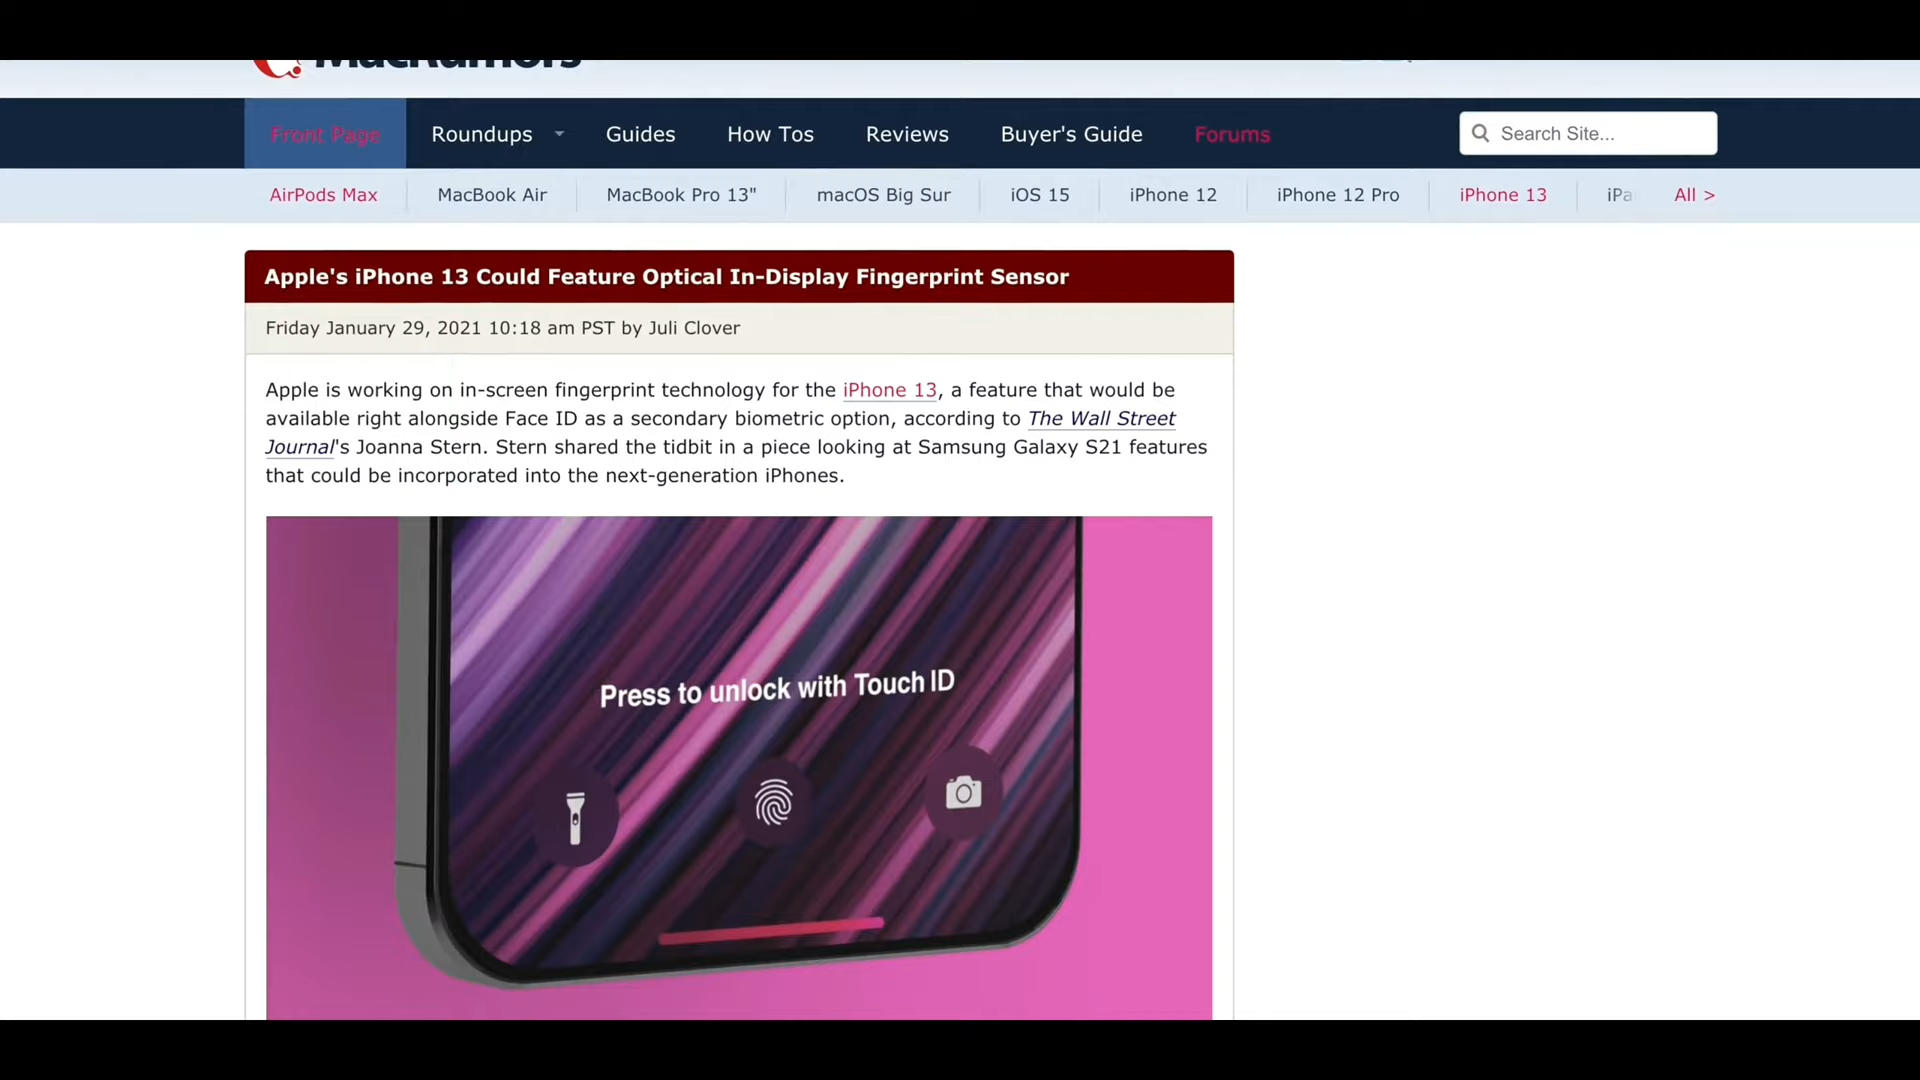 MacRumors
Front Page Roundups Guides How Tos Reviews Buyer's Guide Forums Search Site...
AirPods Max MacBook Air MacBook Pro 13" macOS Big Sur iOS 15 iPhone 12 iPhone 12 Pro iPhone 13 iPa All >
Apple's iPhone 13 Could Feature Optical In-Display Fingerprint Sensor
Friday January 29, 2021 10:18 am PST by Juli Clover
Apple is working on in-screen fingerprint technology for the iPhone 13, a feature that would be
available right alongside Face ID as a secondary biometric option, according to The Wall Street
Journal's Joanna Stern. Stern shared the tidbit in a piece looking at Samsung Galaxy S21 features
that could be incorporated into the next-generation iPhones.
Press to unlock with Touch ID